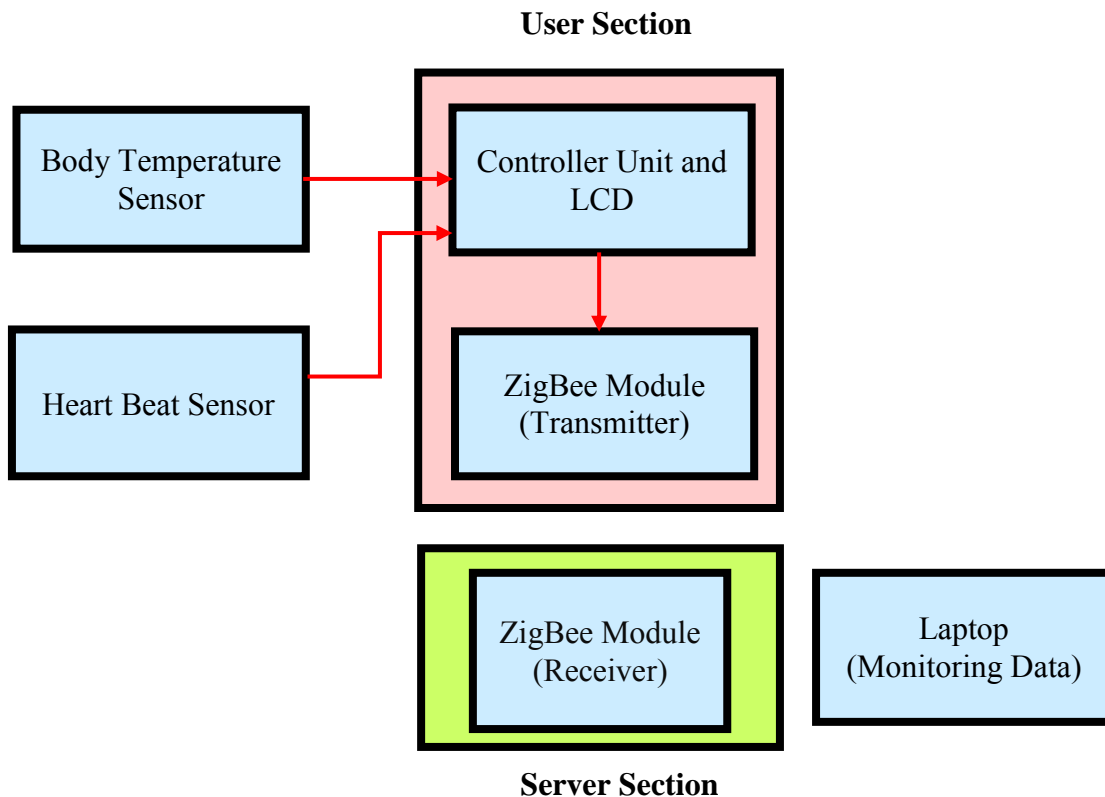 User Section
Body Temperature
Sensor
Controller Unit and
LCD
Heart Beat Sensor
ZigBee Module
(Transmitter)
ZigBee Module
(Receiver)
Laptop
(Monitoring Data)
Server Section